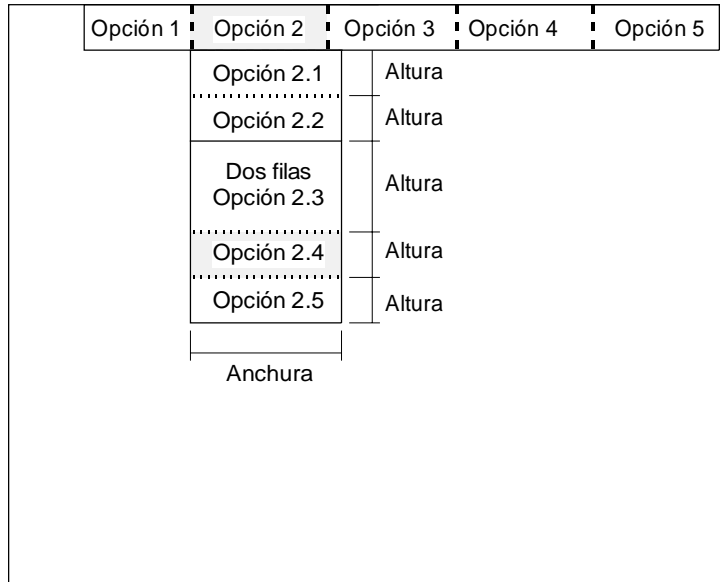 Opción 1 Opción 2 Opción 3 Opción 4 Opción 5
Opción 2.1 Altura
Opción 2.2 Altura
Dos filas
Opción 2.3 Altura
Opción 2.4 Altura
Opción 2.5 Altura
Anchura